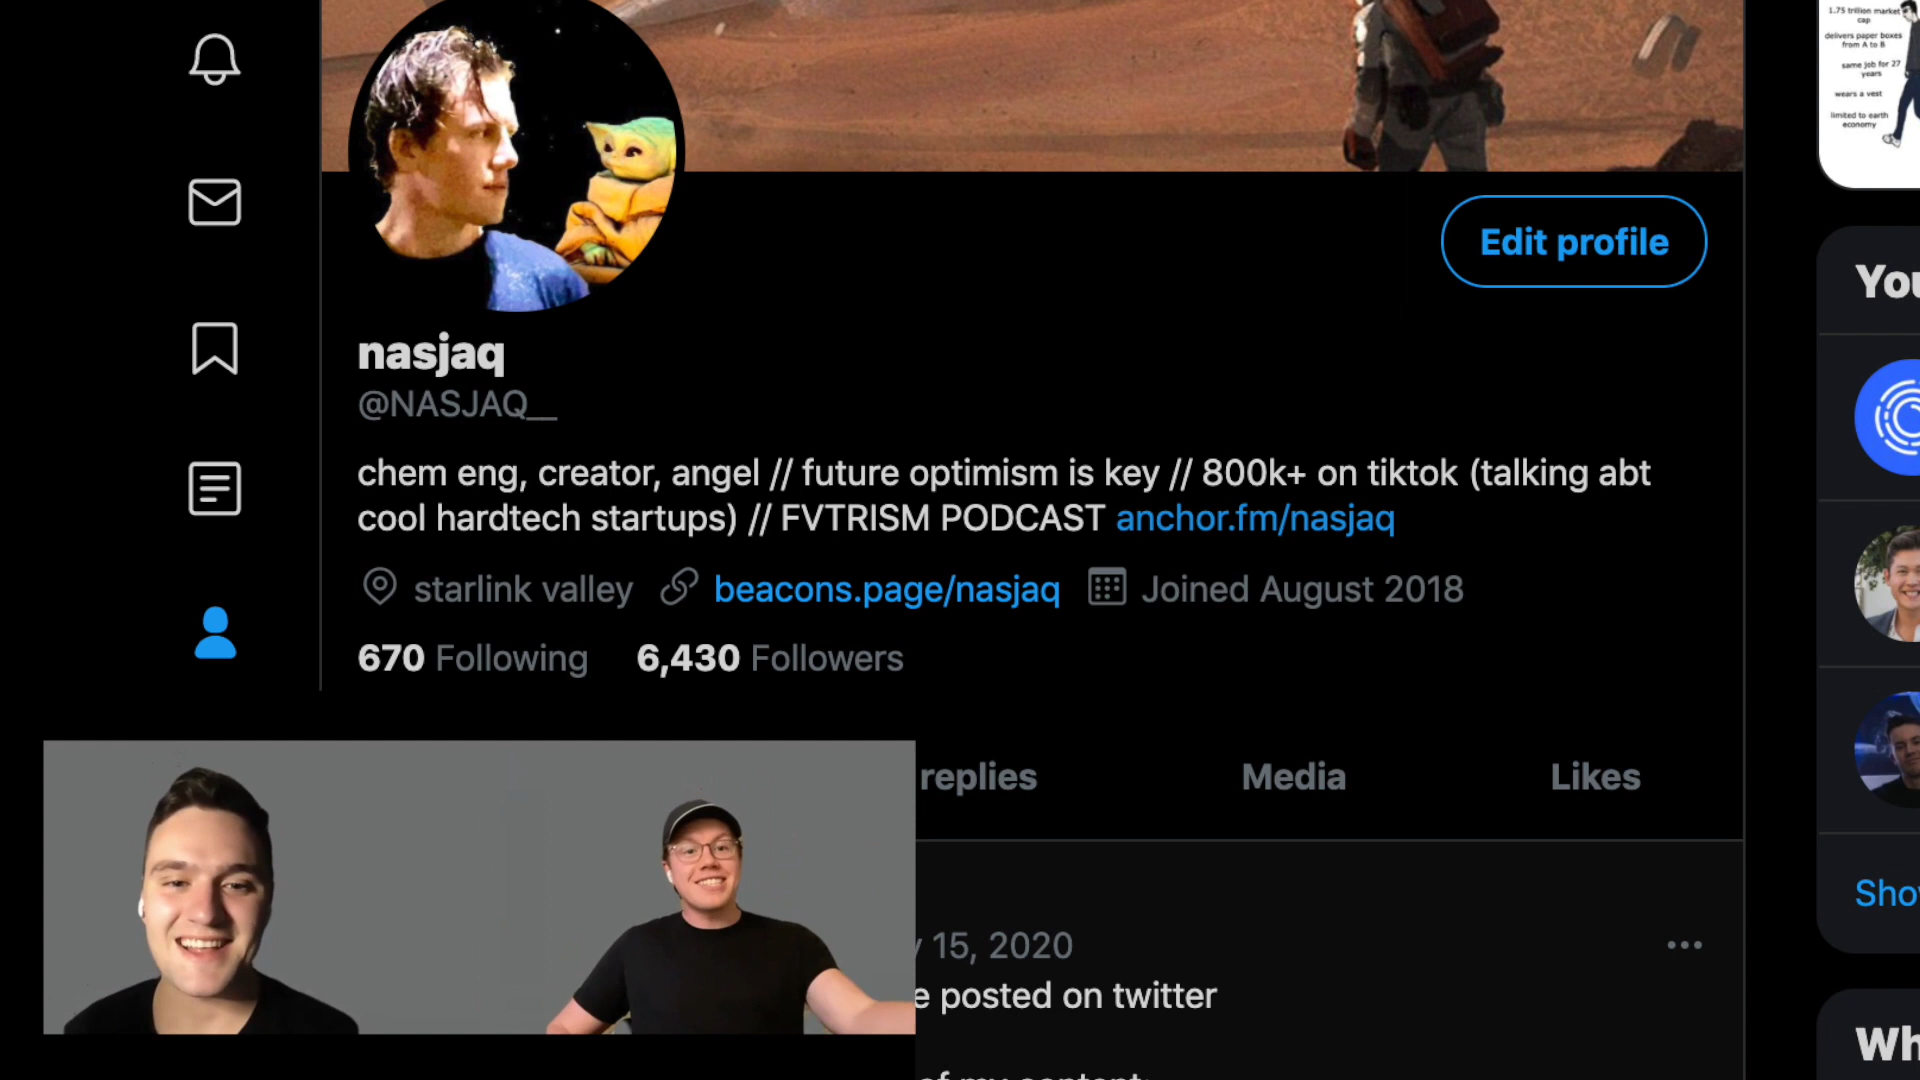 1.75 trillion market
cap
delivers paper boxes
from A to B
same job for 27
years
wears a vest
limited to earth
economy
Edit profile
nasjaq
@NASJAQ__
chem eng, creator, angel // future optimism is key // 800k+ on tiktok (talking abt
cool hardtech startups) // FVTRISM PODCAST anchor.fm/nasjaq
starlink valley beacons.page/nasjaq Joined August 2018
670 Following 6,430 Followers
replies Media Likes
15, 2020
posted on twitter
of my content